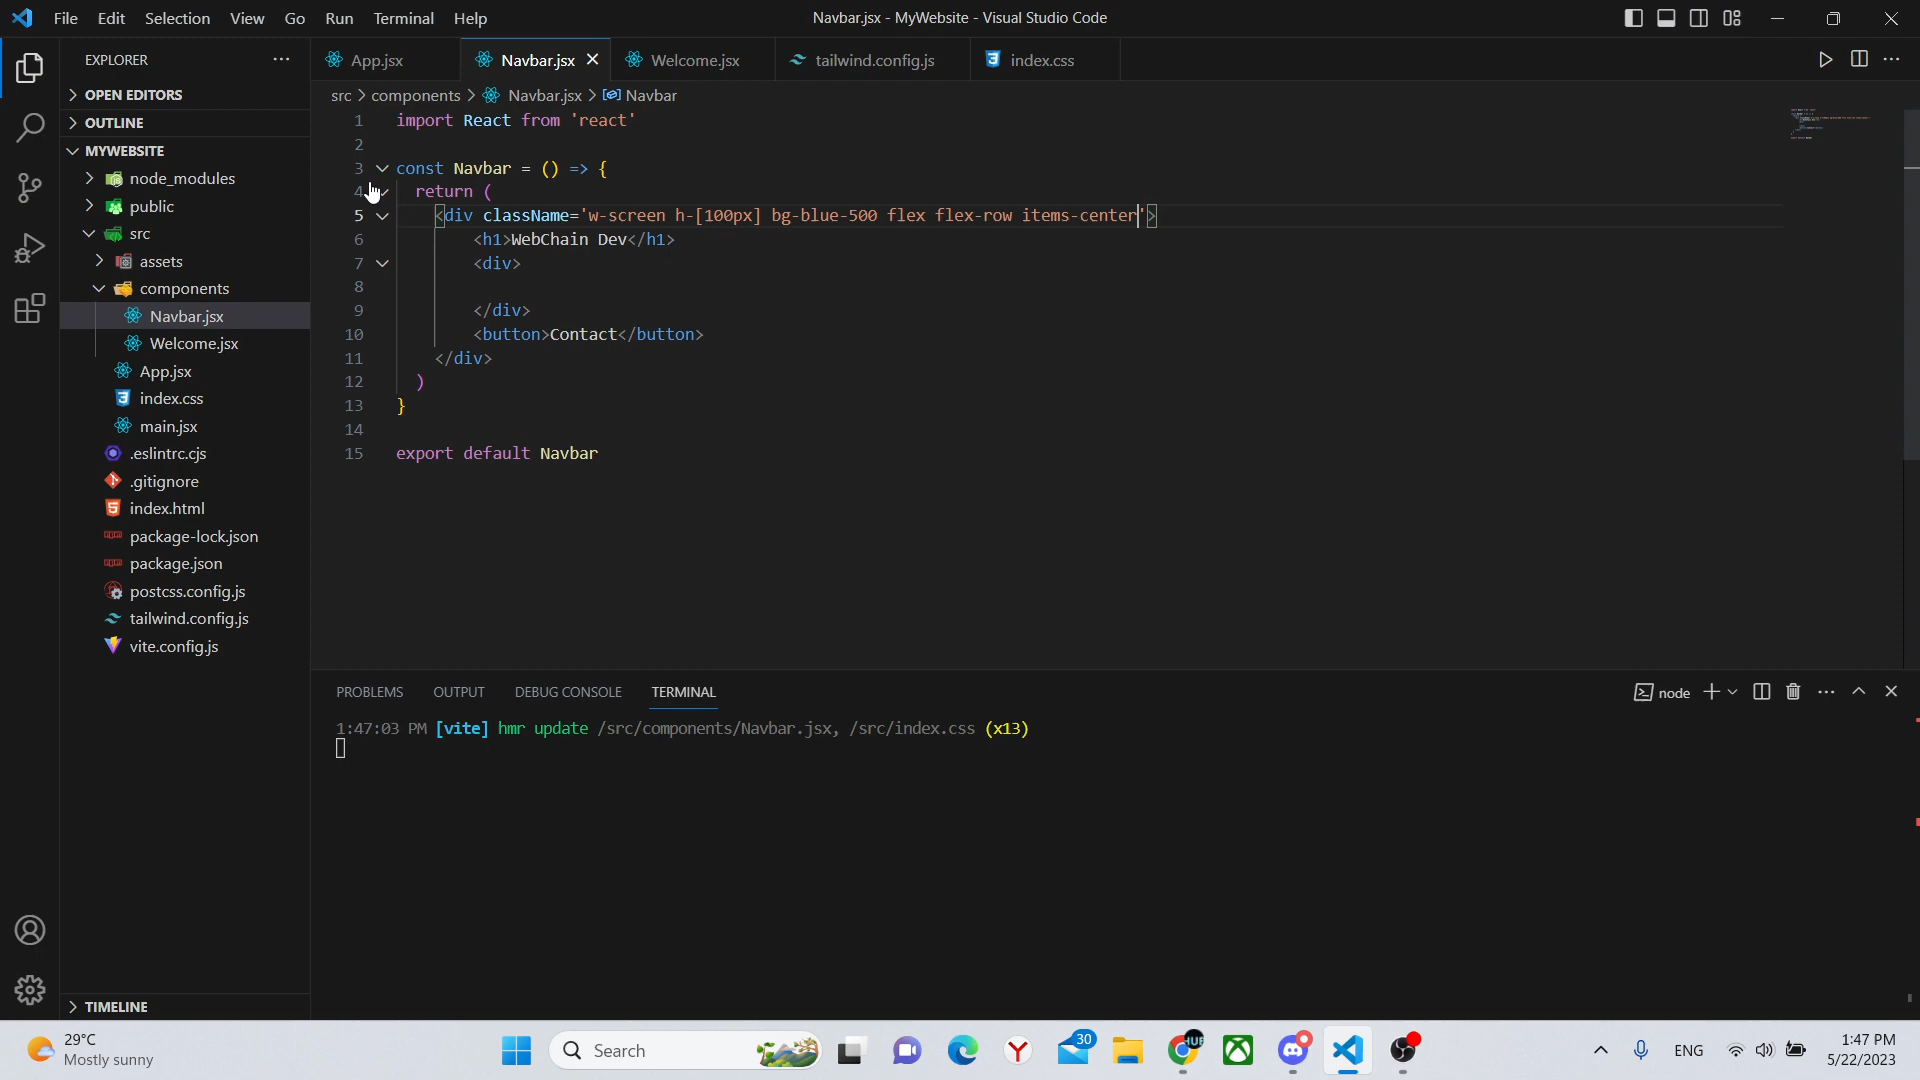 File Edit Selection View Go Run Terminal Help
Navbar.jsx - MyWebsite - Visual Studio Code
EXPLORER
App.jsx
Navbar.jsx
Welcome.jsx
tailwind.config.js
index.css
OPEN EDITORS
OUTLINE
MYWEBSITE
node_modules
public
src
assets
components
Navbar.jsx
Welcome.jsx
App.jsx
index.css
main.jsx
.eslintrc.cjs
.gitignore
index.html
package-lock.json
package.json
postcss.config.js
tailwind.config.js
vite.config.js
TIMELINE
src > components > Navbar.jsx > Navbar
1 import React from 'react'
2
3 const Navbar = () => {
4 return (
5 <div className='w-screen h-[100px] bg-blue-500 flex flex-row items-center'>
6 <h1>WebChain Dev</h1>
7 <div>
8
9 </div>
10 <button>Contact</button>
11 </div>
12 )
13 }
14
15 export default Navbar
PROBLEMS OUTPUT DEBUG CONSOLE TERMINAL
node
1:47:03 PM [vite] hmr update /src/components/Navbar.jsx, /src/index.css (x13)
29°C
Mostly sunny
Search
30
HUB
ENG
1:47 PM
5/22/2023